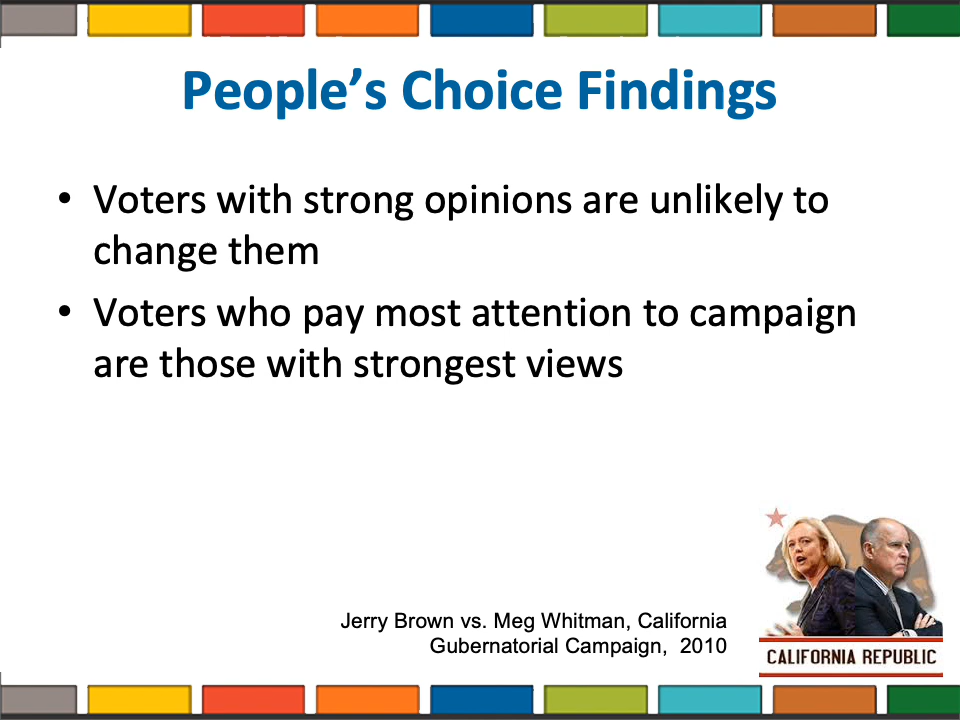 People’s Choice Findings
• Voters with strong opinions are unlikely to
change them
• Voters who pay most attention to campaign
are those with strongest views
Jerry Brown vs. Meg Whitman, California
Gubernatorial Campaign,  2010
CALIFORNIA REPUBLIC